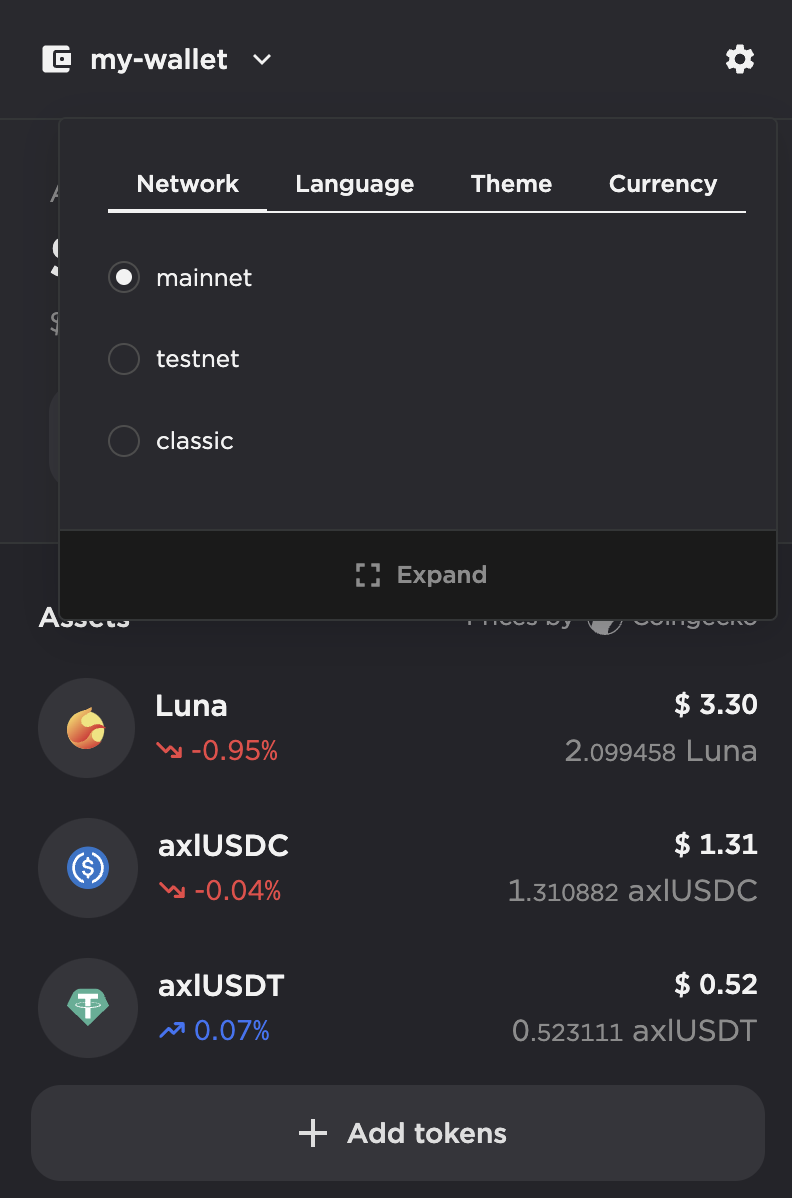 my-wallet
Network Language Theme Currency
mainnet
testnet
classic
Expand
Assets Prices by Coingecko
Luna $ 3.30
-0.95% 2.099458 Luna
axlUSDC $ 1.31
-0.04% 1.310882 axlUSDC
axlUSDT $ 0.52
0.07% 0.523111 axlUSDT
Add tokens